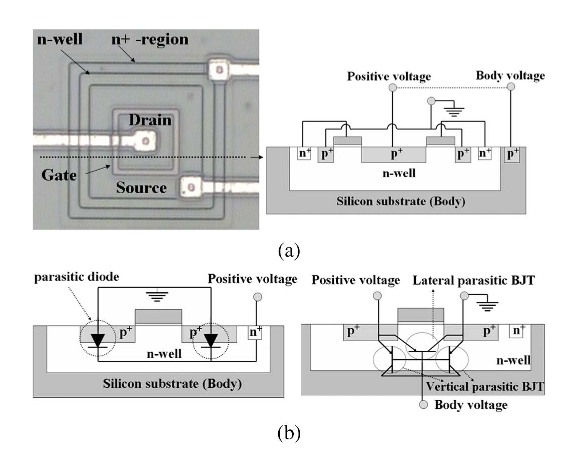 n-well n+ -region
Drain
Gate
Source
Positive voltage Body voltage
n+ p+ p+ p+ n+ p+
n-well
Silicon substrate (Body)
(a)
parasitic diode
Positive voltage
p+ p+ n+
n-well
Silicon substrate (Body)
Positive voltage Lateral parasitic BJT
p+ p+ n+
n-well
Vertical parasitic BJT
Body voltage
(b)